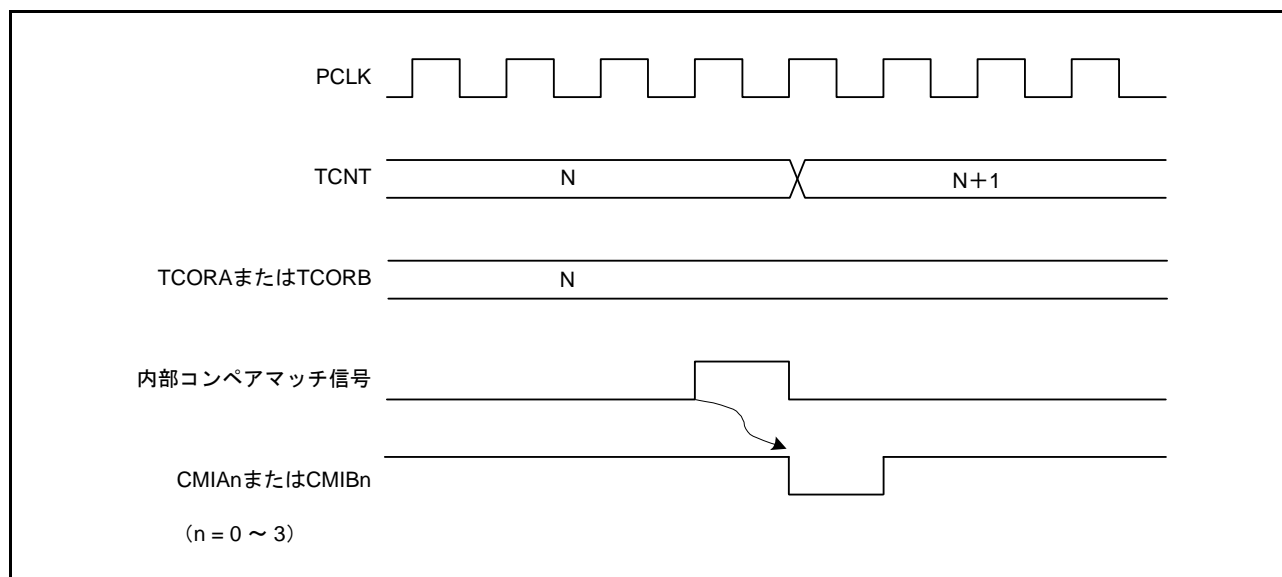 PCLK
TCNT
N
N+1
TCORAまたはTCORB
N
内部コンペアマッチ信号
CMIAnまたはCMIBn
（n = 0 ～ 3）